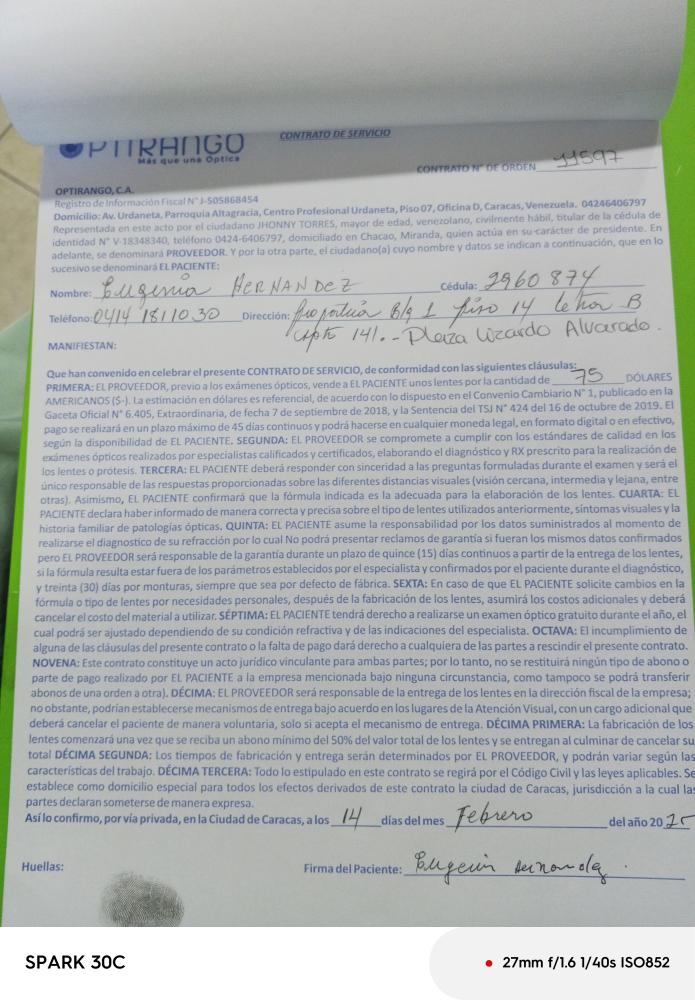 OPTIRANGO
Más que una Óptica
CONTRATO DE SERVICIO
CONTRATO N° DE ORDEN 11597
OPTIRANGO, C.A.
Registro de Información Fiscal N° J-505868454
Domicilio: Av. Urdaneta, Parroquia Altagracia, Centro Profesional Urdaneta, Piso 07, Oficina D, Caracas, Venezuela. 04246406797
Representada en este acto por el ciudadano JHONNY TORRES, mayor de edad, venezolano, civilmente hábil, titular de la cédula de
identidad N° V-18348340, teléfono 0424-6406797, domiciliado en Chacao, Miranda, quien actúa en su carácter de presidente. En
adelante, se denominará PROVEEDOR. Y por la otra parte, el ciudadano(a) cuyo nombre y datos se indican a continuación, que en lo
sucesivo se denominará EL PACIENTE:
Nombre: Eugenia HERNANDEZ Cédula: 2960874
Teléfono: 0414 1811030 Dirección: Blq 1 piso 14 letra B
apto 141.-Plaza Lizardo Alvarado.
MANIFIESTAN:
Que han convenido en celebrar el presente CONTRATO DE SERVICIO, de conformidad con las siguientes cláusulas:
PRIMERA: EL PROVEEDOR, previo a los exámenes ópticos, vende a EL PACIENTE unos lentes por la cantidad de 75 DÓLARES
AMERICANOS ($-). La estimación en dólares es referencial, de acuerdo con lo dispuesto en el Convenio Cambiario N° 1, publicado en la
Gaceta Oficial N° 6.405, Extraordinaria, de fecha 7 de septiembre de 2018, y la Sentencia del TSJ N° 424 del 16 de octubre de 2019. El
pago se realizará en un plazo máximo de 45 días continuos y podrá hacerse en cualquier moneda legal, en formato digital o en efectivo,
según la disponibilidad de EL PACIENTE. SEGUNDA: EL PROVEEDOR se compromete a cumplir con los estándares de calidad en los
exámenes ópticos realizados por especialistas calificados y certificados, elaborando el diagnóstico y RX prescrito para la realización de
los lentes o prótesis. TERCERA: EL PACIENTE deberá responder con sinceridad a las preguntas formuladas durante el examen y será el
único responsable de las respuestas proporcionadas sobre las diferentes distancias visuales (visión cercana, intermedia y lejana, entre
otras). Asimismo, EL PACIENTE confirmará que la fórmula indicada es la adecuada para la elaboración de los lentes. CUARTA: EL
PACIENTE declara haber informado de manera correcta y precisa sobre el tipo de lentes utilizados anteriormente, síntomas visuales y la
historia familiar de patologías ópticas. QUINTA: EL PACIENTE asume la responsabilidad por los datos suministrados al momento de
realizarse el diagnostico de su refracción por lo cual No podrá presentar reclamos de garantía si fueran los mismos datos confirmados
pero EL PROVEEDOR será responsable de la garantía durante un plazo de quince (15) días continuos a partir de la entrega de los lentes,
si la fórmula resulta estar fuera de los parámetros establecidos por el especialista y confirmados por el paciente durante el diagnóstico,
y treinta (30) días por monturas, siempre que sea por defecto de fábrica. SEXTA: En caso de que EL PACIENTE solicite cambios en la
fórmula o tipo de lentes por necesidades personales, después de la fabricación de los lentes, asumirá los costos adicionales y deberá
cancelar el costo del material a utilizar. SÉPTIMA: EL PACIENTE tendrá derecho a realizarse un examen óptico gratuito durante el año, el
cual podrá ser ajustado dependiendo de su condición refractiva y de las indicaciones del especialista. OCTAVA: El incumplimiento de
alguna de las cláusulas del presente contrato o la falta de pago dará derecho a cualquiera de las partes a rescindir el presente contrato.
NOVENA: Este contrato constituye un acto jurídico vinculante para ambas partes; por lo tanto, no se restituirá ningún tipo de abono o
parte de pago realizado por EL PACIENTE a la empresa mencionada bajo ninguna circunstancia, como tampoco se podrá transferir
abonos de una orden a otra). DÉCIMA: EL PROVEEDOR será responsable de la entrega de los lentes en la dirección fiscal de la empresa;
no obstante, podrían establecerse mecanismos de entrega bajo acuerdo en los lugares de la Atención Visual, con un cargo adicional que
deberá cancelar el paciente de manera voluntaria, solo si acepta el mecanismo de entrega. DÉCIMA PRIMERA: La fabricación de los
lentes comenzará una vez que se reciba un abono mínimo del 50% del valor total de los lentes y se entregan al culminar de cancelar su
total DÉCIMA SEGUNDA: Los tiempos de fabricación y entrega serán determinados por EL PROVEEDOR, y podrán variar según las
características del trabajo. DÉCIMA TERCERA: Todo lo estipulado en este contrato se regirá por el Código Civil y las leyes aplicables. Se
establece como domicilio especial para todos los efectos derivados de este contrato la ciudad de Caracas, jurisdicción a la cual las
partes declaran someterse de manera expresa.
Así lo confirmo, por vía privada, en la Ciudad de Caracas, a los 14 días del mes Febrero del año 2025
Huellas: Firma del Paciente: Eugenia Hernandez
SPARK 30C
27mm f/1.6 1/40s ISO852